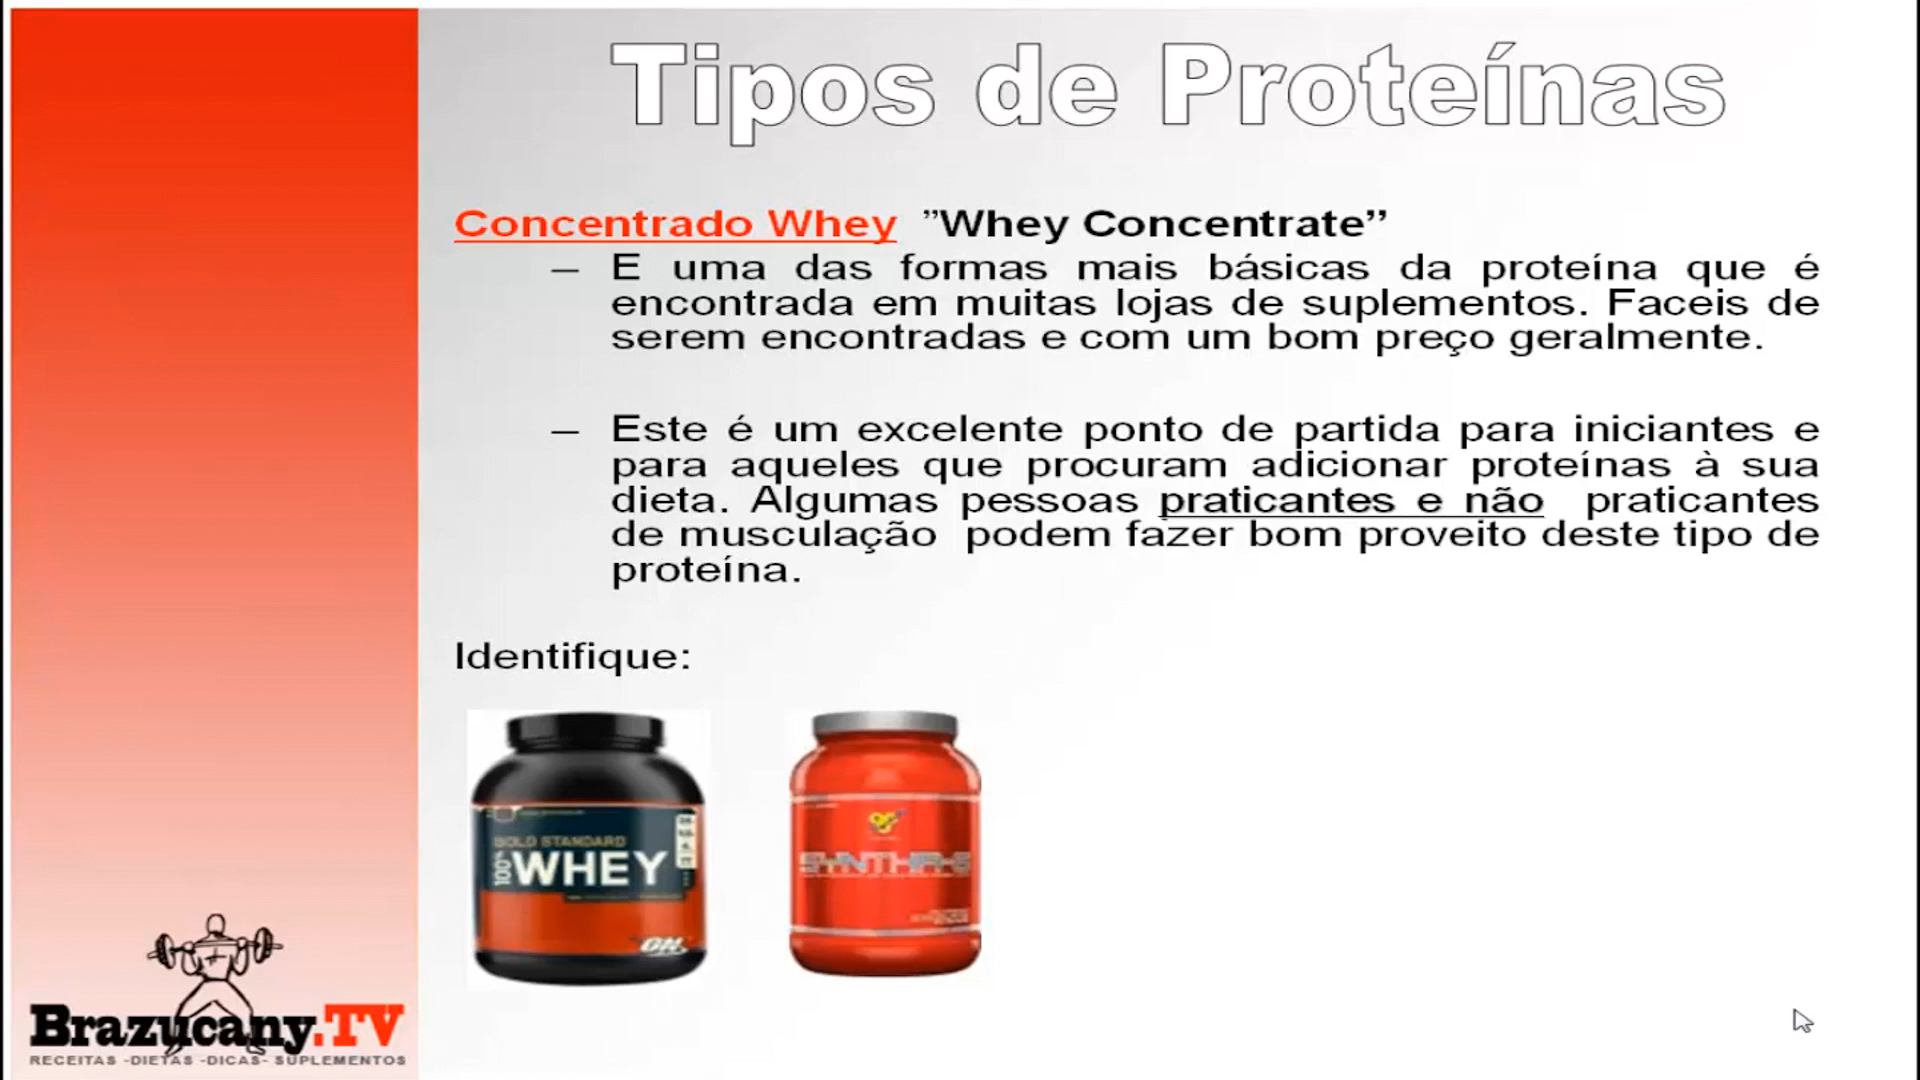 Tipos de Proteínas
Concentrado Whey ”Whey Concentrate”
– E uma das formas mais básicas da proteína que é
encontrada em muitas lojas de suplementos. Faceis de
serem encontradas e com um bom preço geralmente.
– Este é um excelente ponto de partida para iniciantes e
para aqueles que procuram adicionar proteínas à sua
dieta. Algumas pessoas praticantes e não praticantes
de musculação podem fazer bom proveito deste tipo de
proteína.
Identifique:
GOLD STANDARD
100% WHEY
ON
SYNTHA-6
Brazucany.TV
RECEITAS -DIETAS -DICAS- SUPLEMENTOS